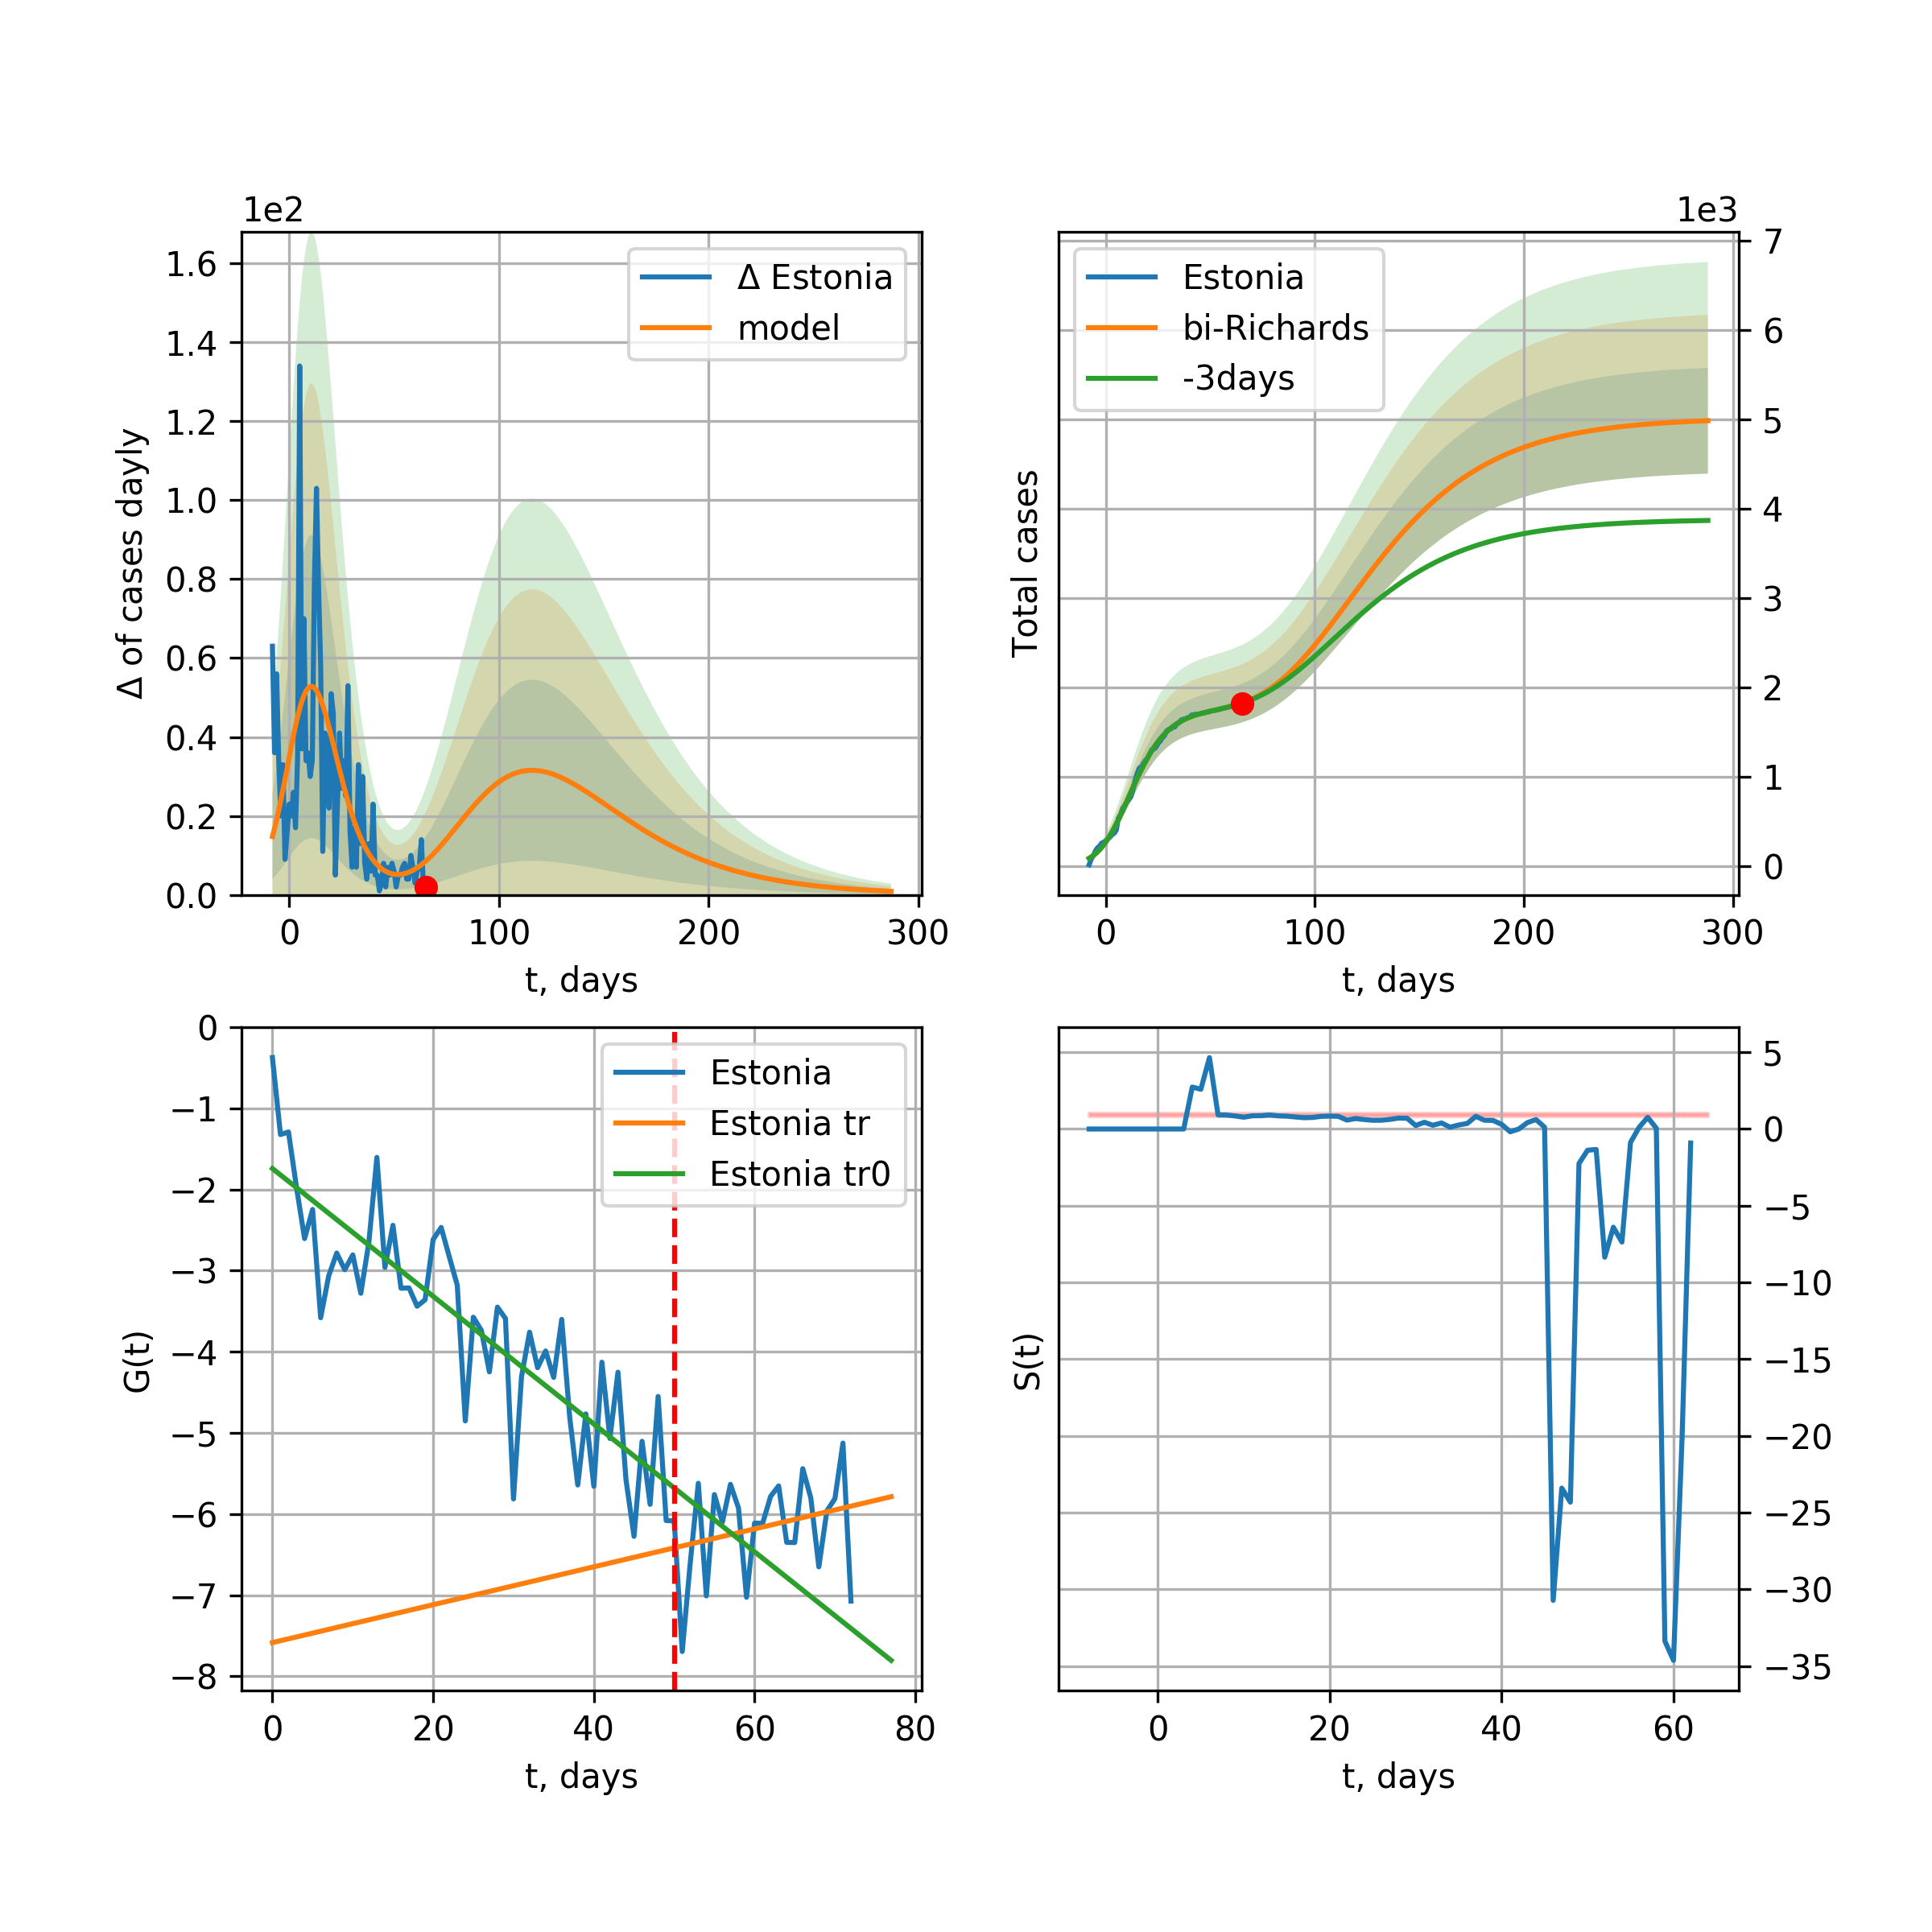 1e2
1.6
1.4
1.2
1.0
0.8
0.6
0.4
0.2
0.0
Δ of cases dayly
0 100 200 300
t, days
Δ Estonia
model
1e3
7
6
5
4
3
2
1
0
Total cases
0 100 200 300
t, days
Estonia
bi-Richards
-3days
0
−1
−2
−3
−4
−5
−6
−7
−8
G(t)
0 20 40 60 80
t, days
Estonia
Estonia tr
Estonia tr0
5
0
−5
−10
−15
−20
−25
−30
−35
S(t)
0 20 40 60
t, days